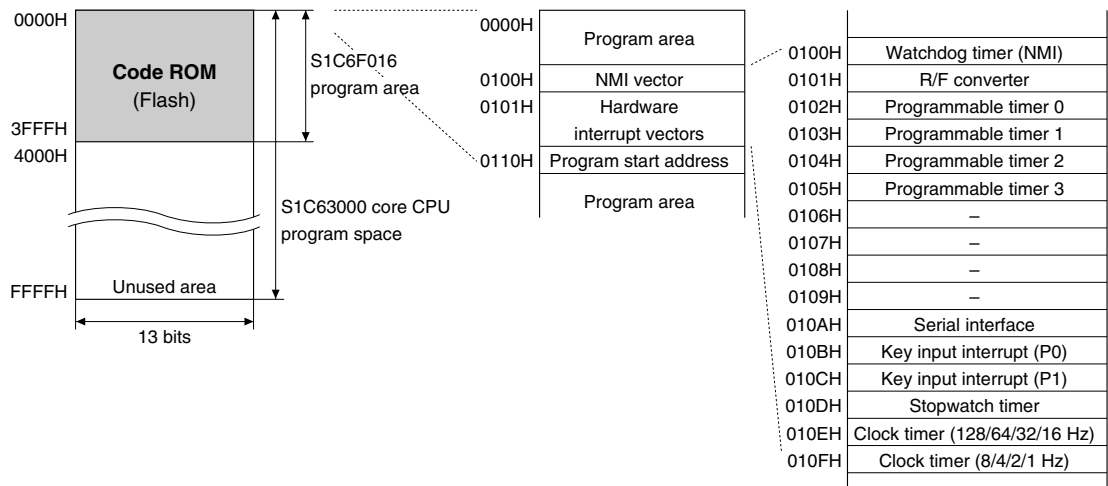 0000H
Code ROM
(Flash)
3FFFH
4000H
FFFFH
Unused area
13 bits
S1C6F016
program area
S1C63000 core CPU
program space
0000H
Program area
0100H
NMI vector
0101H
Hardware
interrupt vectors
0110H
Program start address
Program area
0100H Watchdog timer (NMI)
0101H R/F converter
0102H Programmable timer 0
0103H Programmable timer 1
0104H Programmable timer 2
0105H Programmable timer 3
0106H –
0107H –
0108H –
0109H –
010AH Serial interface
010BH Key input interrupt (P0)
010CH Key input interrupt (P1)
010DH Stopwatch timer
010EH Clock timer (128/64/32/16 Hz)
010FH Clock timer (8/4/2/1 Hz)